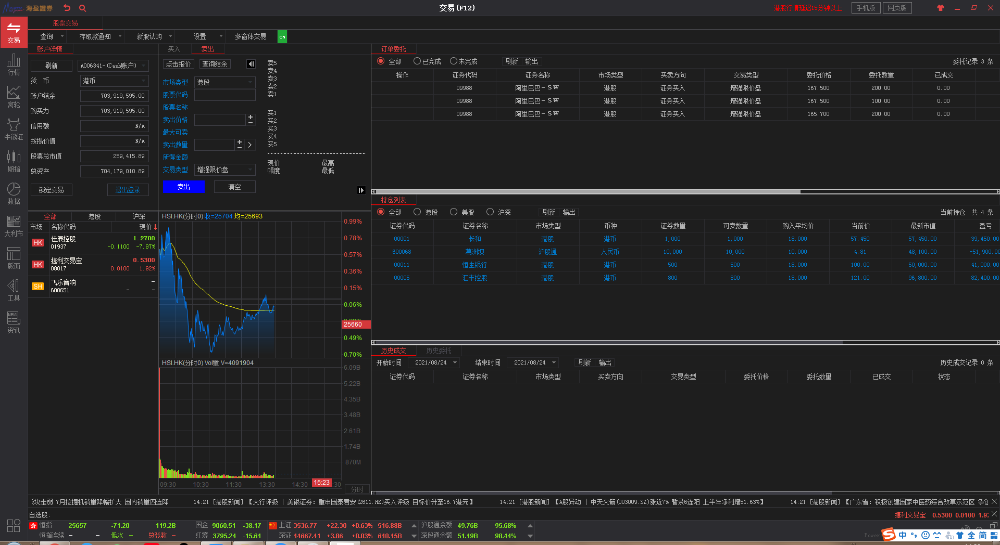 海盈證券
交易(F12)
港股行情延迟15分钟以上
手机版 网页版
股票交易
查询 存取款通知 新股认购 设置 多窗体交易 ON
交易
行情
窝轮
牛熊证
期指
数据
大利市
版面
工具
NEW
资讯
账户详情
刷新 A006341-(Cash账户)
货 币 港币
账户结余 703,919,595.00
购买力 703,919,595.00
信用额 N/A
按揭价值 N/A
股票总市值 259,415.89
总资产 704,179,010.89
锁定交易 退出登录
买入 卖出
点击报价 查询结余
市场类型 港股
股票代码
股票名称
卖出价格 + −
最大可卖
卖出数量 + − >
所得金额
交易类型 增强限价盘
卖出 清空
卖5
卖4
卖3
卖2
卖1
买1
买2
买3
买4
买5
现价 最高
幅度 最低
订单委托
全部 已完成 未完成 刷新 输出 委托记录 3 条
操作 证券代码 证券名称 市场类型 买卖方向 交易类型 委托价格 委托数量 已成交
09988 阿里巴巴－ＳＷ 港股 证券买入 增强限价盘 167.500 200.00 0.00
09988 阿里巴巴－ＳＷ 港股 证券买入 增强限价盘 167.500 100.00 0.00
09988 阿里巴巴－ＳＷ 港股 证券买入 增强限价盘 165.700 200.00 0.00
持仓列表
全部 港股 美股 沪深 刷新 输出 当前持仓 共 4 条
证券代码 证券名称 市场类型 币种 证券数量 可卖数量 购入平均价 当前价 最新市值 盈亏
00001 长和 港股 港币 1,000 1,000 18.000 57.450 57,450.00 39,450.00
600068 葛洲坝 沪股通 人民币 10,000 10,000 10.000 4.81 48,100.00 -51,900.00
00011 恒生银行 港股 港币 500 500 18.000 100.00 50,000.00 41,000.00
00005 汇丰控股 港股 港币 800 800 18.000 121.00 96,800.00 82,400.00
历史成交 历史委托
开始时间 2021/08/24 结束时间 2021/08/24 刷新 输出 历史成交记录 0 条
证券代码 证券名称 市场类型 买卖方向 交易类型 委托价格 委托数量 已成交 状态
全部 港股 沪深
市场 名称代码 现价
HK 佳辰控股 1.2700
01937 -0.1100 -7.97%
HK 捷利交易宝 0.5300
08017 0.0100 1.92%
SH 飞乐音响 –
600651 – –
HSI.HK(分时0) 收=25704 均=25693
0.99%
0.78%
0.57%
0.36%
0.15%
0.06%
25660
0.49%
0.70%
HSI.HK(分时0) Vol量 V=4091904
6.09B
5.22B
4.35B
3.48B
2.61B
1.74B
870M
09:30 10:30 11:30 13:30 14:30 15:23 :30
分时
块走弱 7月挖掘机销量降幅扩大 国内销量四连降 14:21 [港股新闻] 【大行评级 | 美银证券：重申国泰君安(2611.HK)买入评级 目标价升至16.7港元】 14:21 [港股新闻] 【A股异动 | 中天火箭(003009.SZ)涨近7% 暂录6连阳 上半年净利增51.63%】 14:21 [港股新闻] 【广东省：积极创建国家中医药综合改革示范区 争创
自选股： 捷利交易宝 0.5300 0.0100 1.92
恒指 25657 -71.20 119.2B 国企 9060.51 -38.17 上证 3536.77 +22.30 +0.63% 516.88B 沪股通余额 49.76B 95.68%
恒指连续 – – 低水 – 总张数 – 红筹 3795.24 -15.61 深证 14667.41 +3.86 +0.03% 610.15B 深股通余额 51.19B 98.44%
Powere
中 全 简